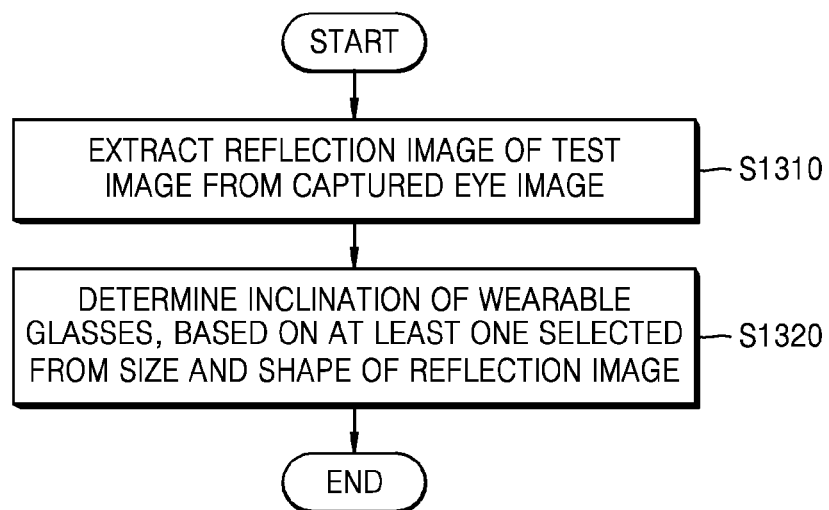 START
EXTRACT REFLECTION IMAGE OF TEST
IMAGE FROM CAPTURED EYE IMAGE
S1310
DETERMINE INCLINATION OF WEARABLE
GLASSES, BASED ON AT LEAST ONE SELECTED
FROM SIZE AND SHAPE OF REFLECTION IMAGE
S1320
END